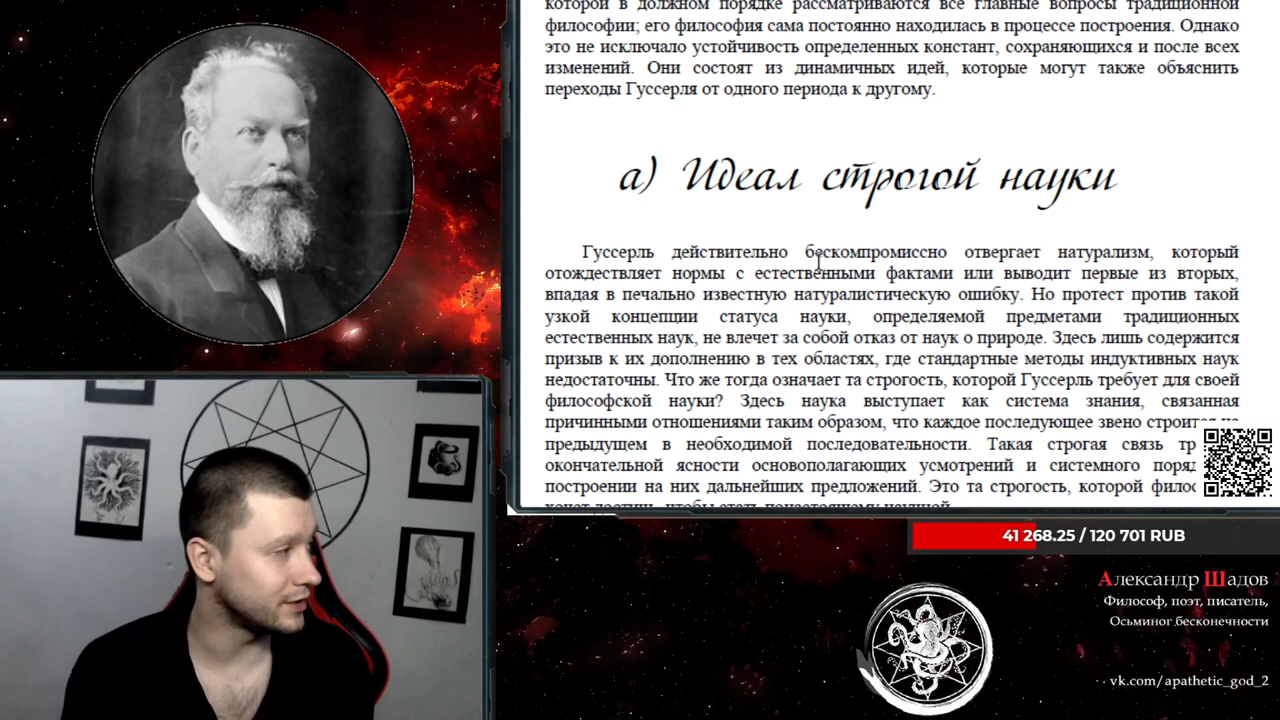 которой в должном порядке рассматриваются все главные вопросы традиционной
философии; его философия сама постоянно находилась в процессе построения. Однако
это не исключало устойчивость определенных констант, сохраняющихся и после всех
изменений. Они состоят из динамичных идей, которые могут также объяснить
переходы Гуссерля от одного периода к другому.
а) Идеал строгой науки
Гуссерль действительно бескомпромиссно отвергает натурализм, который
отождествляет нормы с естественными фактами или выводит первые из вторых,
впадая в печально известную натуралистическую ошибку. Но протест против такой
узкой концепции статуса науки, определяемой предметами традиционных
естественных наук, не влечет за собой отказ от наук о природе. Здесь лишь содержится
призыв к их дополнению в тех областях, где стандартные методы индуктивных наук
недостаточны. Что же тогда означает та строгость, которой Гуссерль требует для своей
философской науки? Здесь наука выступает как система знания, связанная
причинными отношениями таким образом, что каждое последующее звено строится на
предыдущем в необходимой последовательности. Такая строгая связь
окончательной ясности основополагающих усмотрений и системного
построении на них дальнейших предложений. Это та строгость, которой
хочет достичь, чтобы стать понастоящему научной.
41 268.25 / 120 701 RUB
Александр Шадов
Философ, поэт, писатель,
Осьминог бесконечности
vk.com/apathetic_god_2